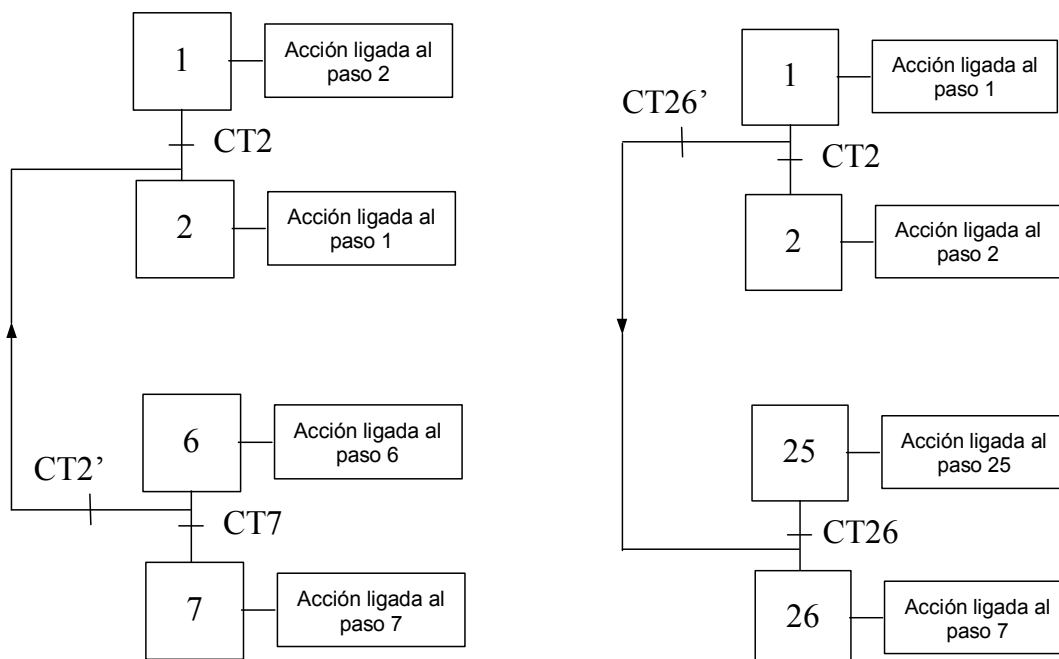 1
Acción ligada al
paso 2
CT2
2
Acción ligada al
paso 1
6
Acción ligada al
paso 6
CT2’
CT7
7
Acción ligada al
paso 7
1
Acción ligada al
paso 1
CT26’
CT2
2
Acción ligada al
paso 2
25
Acción ligada al
paso 25
CT26
26
Acción ligada al
paso 7